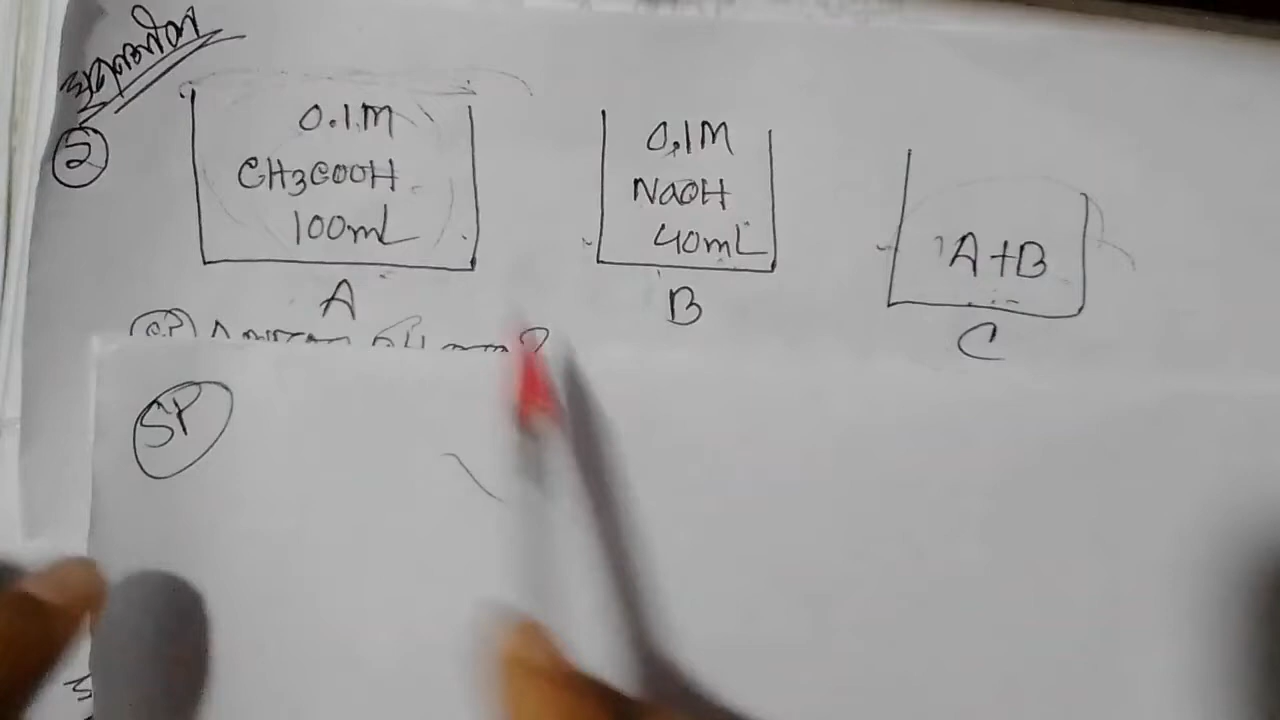 ②
0.1M
CH3COOH
100mL
A
0.1M
NaOH
40mL
B
A+B
C
SP